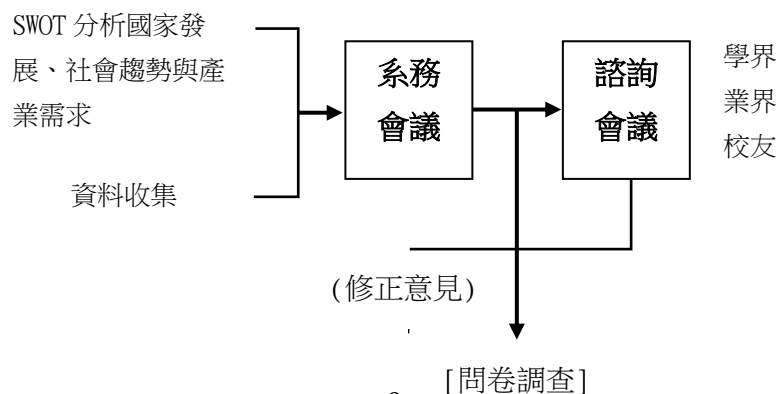 SWOT 分析國家發
展、社會趨勢與產
業需求
資料收集
系務
會議
諮詢
會議
學界
業界
校友
(修正意見)
[問卷調查]